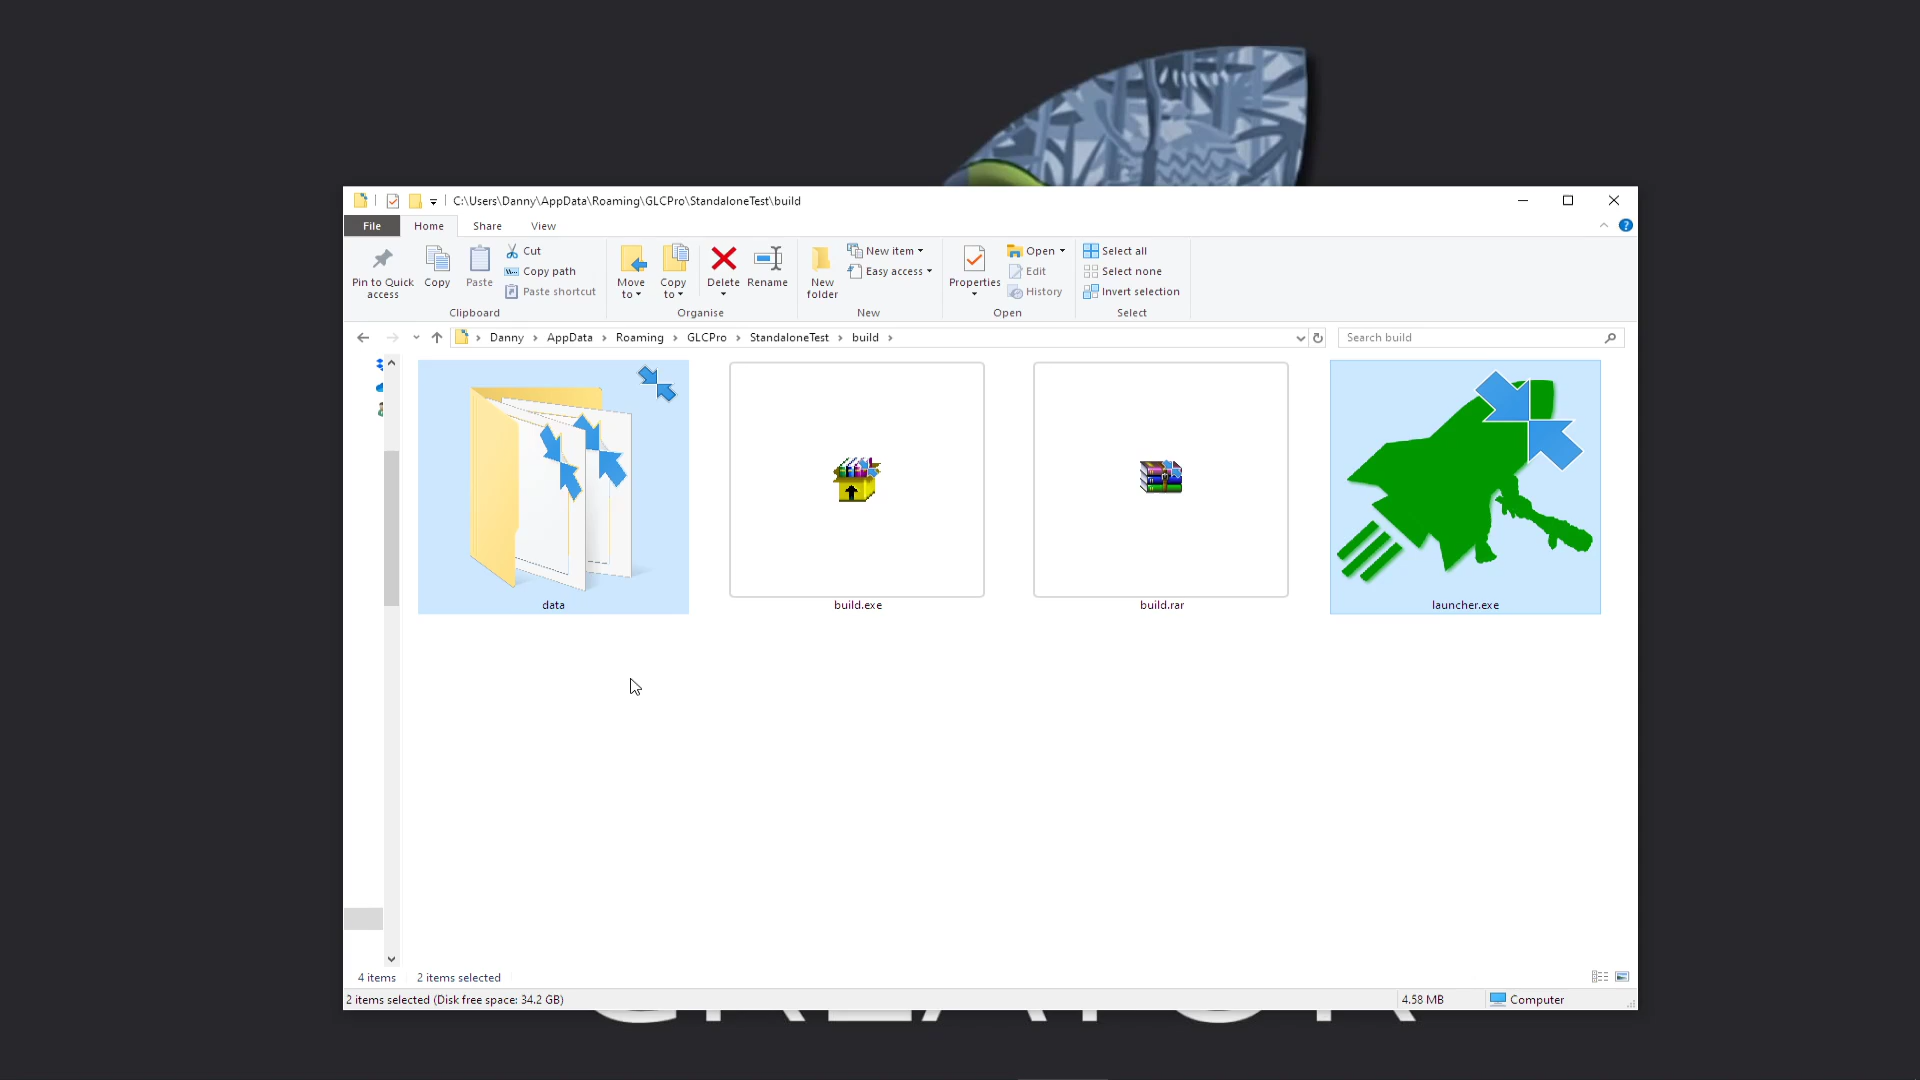 C:\Users\Danny\AppData\Roaming\GLCPro\StandaloneTest\build
File Home Share View
Pin to Quick access
Copy
Paste
Cut
Copy path
Paste shortcut
Clipboard
Move to
Copy to
Delete
Rename
Organise
New folder
New item
Easy access
New
Properties
Open
Edit
History
Open
Select all
Select none
Invert selection
Select
Danny AppData Roaming GLCPro StandaloneTest build
Search build
data
build.exe
build.rar
launcher.exe
4 items 2 items selected
2 items selected (Disk free space: 34.2 GB) 4.58 MB Computer